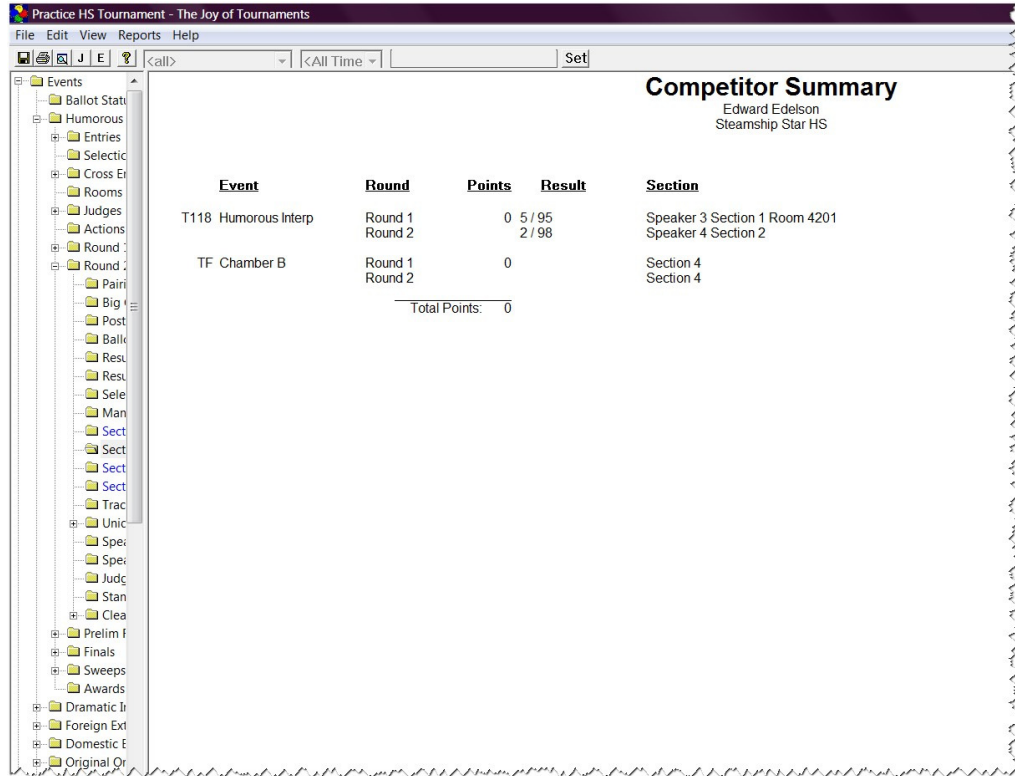 Practice HS Tournament - The Joy of Tournaments
File Edit View Reports Help
J E ? <all> <All Time Set
Events
Ballot Statu
Humorous
Entries
Selectic
Cross En
Rooms
Judges
Actions
Round 1
Round 2
Pairi
Big
Post
Ballo
Resu
Resu
Sele
Man
Sect
Sect
Sect
Sect
Trac
Unic
Spea
Spea
Judg
Stan
Clea
Prelim
Finals
Sweeps
Awards
Dramatic In
Foreign Ext
Domestic E
Original Or
Competitor Summary
Edward Edelson
Steamship Star HS
Event Round Points Result Section
T118 Humorous Interp Round 1 0 5 / 95 Speaker 3 Section 1 Room 4201
Round 2 2 / 98 Speaker 4 Section 2
TF Chamber B Round 1 0 Section 4
Round 2 Section 4
Total Points: 0